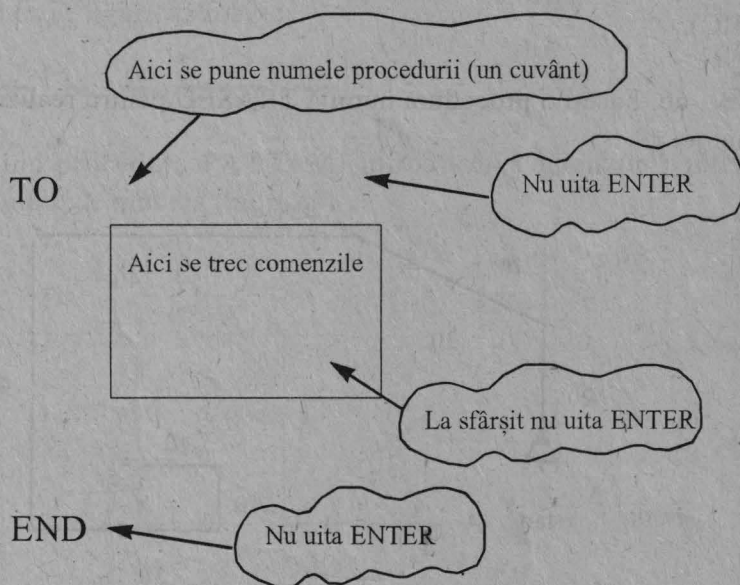 Aici se pune numele procedurii (un cuvânt)
TO
Nu uita ENTER
Aici se trec comenzile
La sfârșit nu uita ENTER
END
Nu uita ENTER